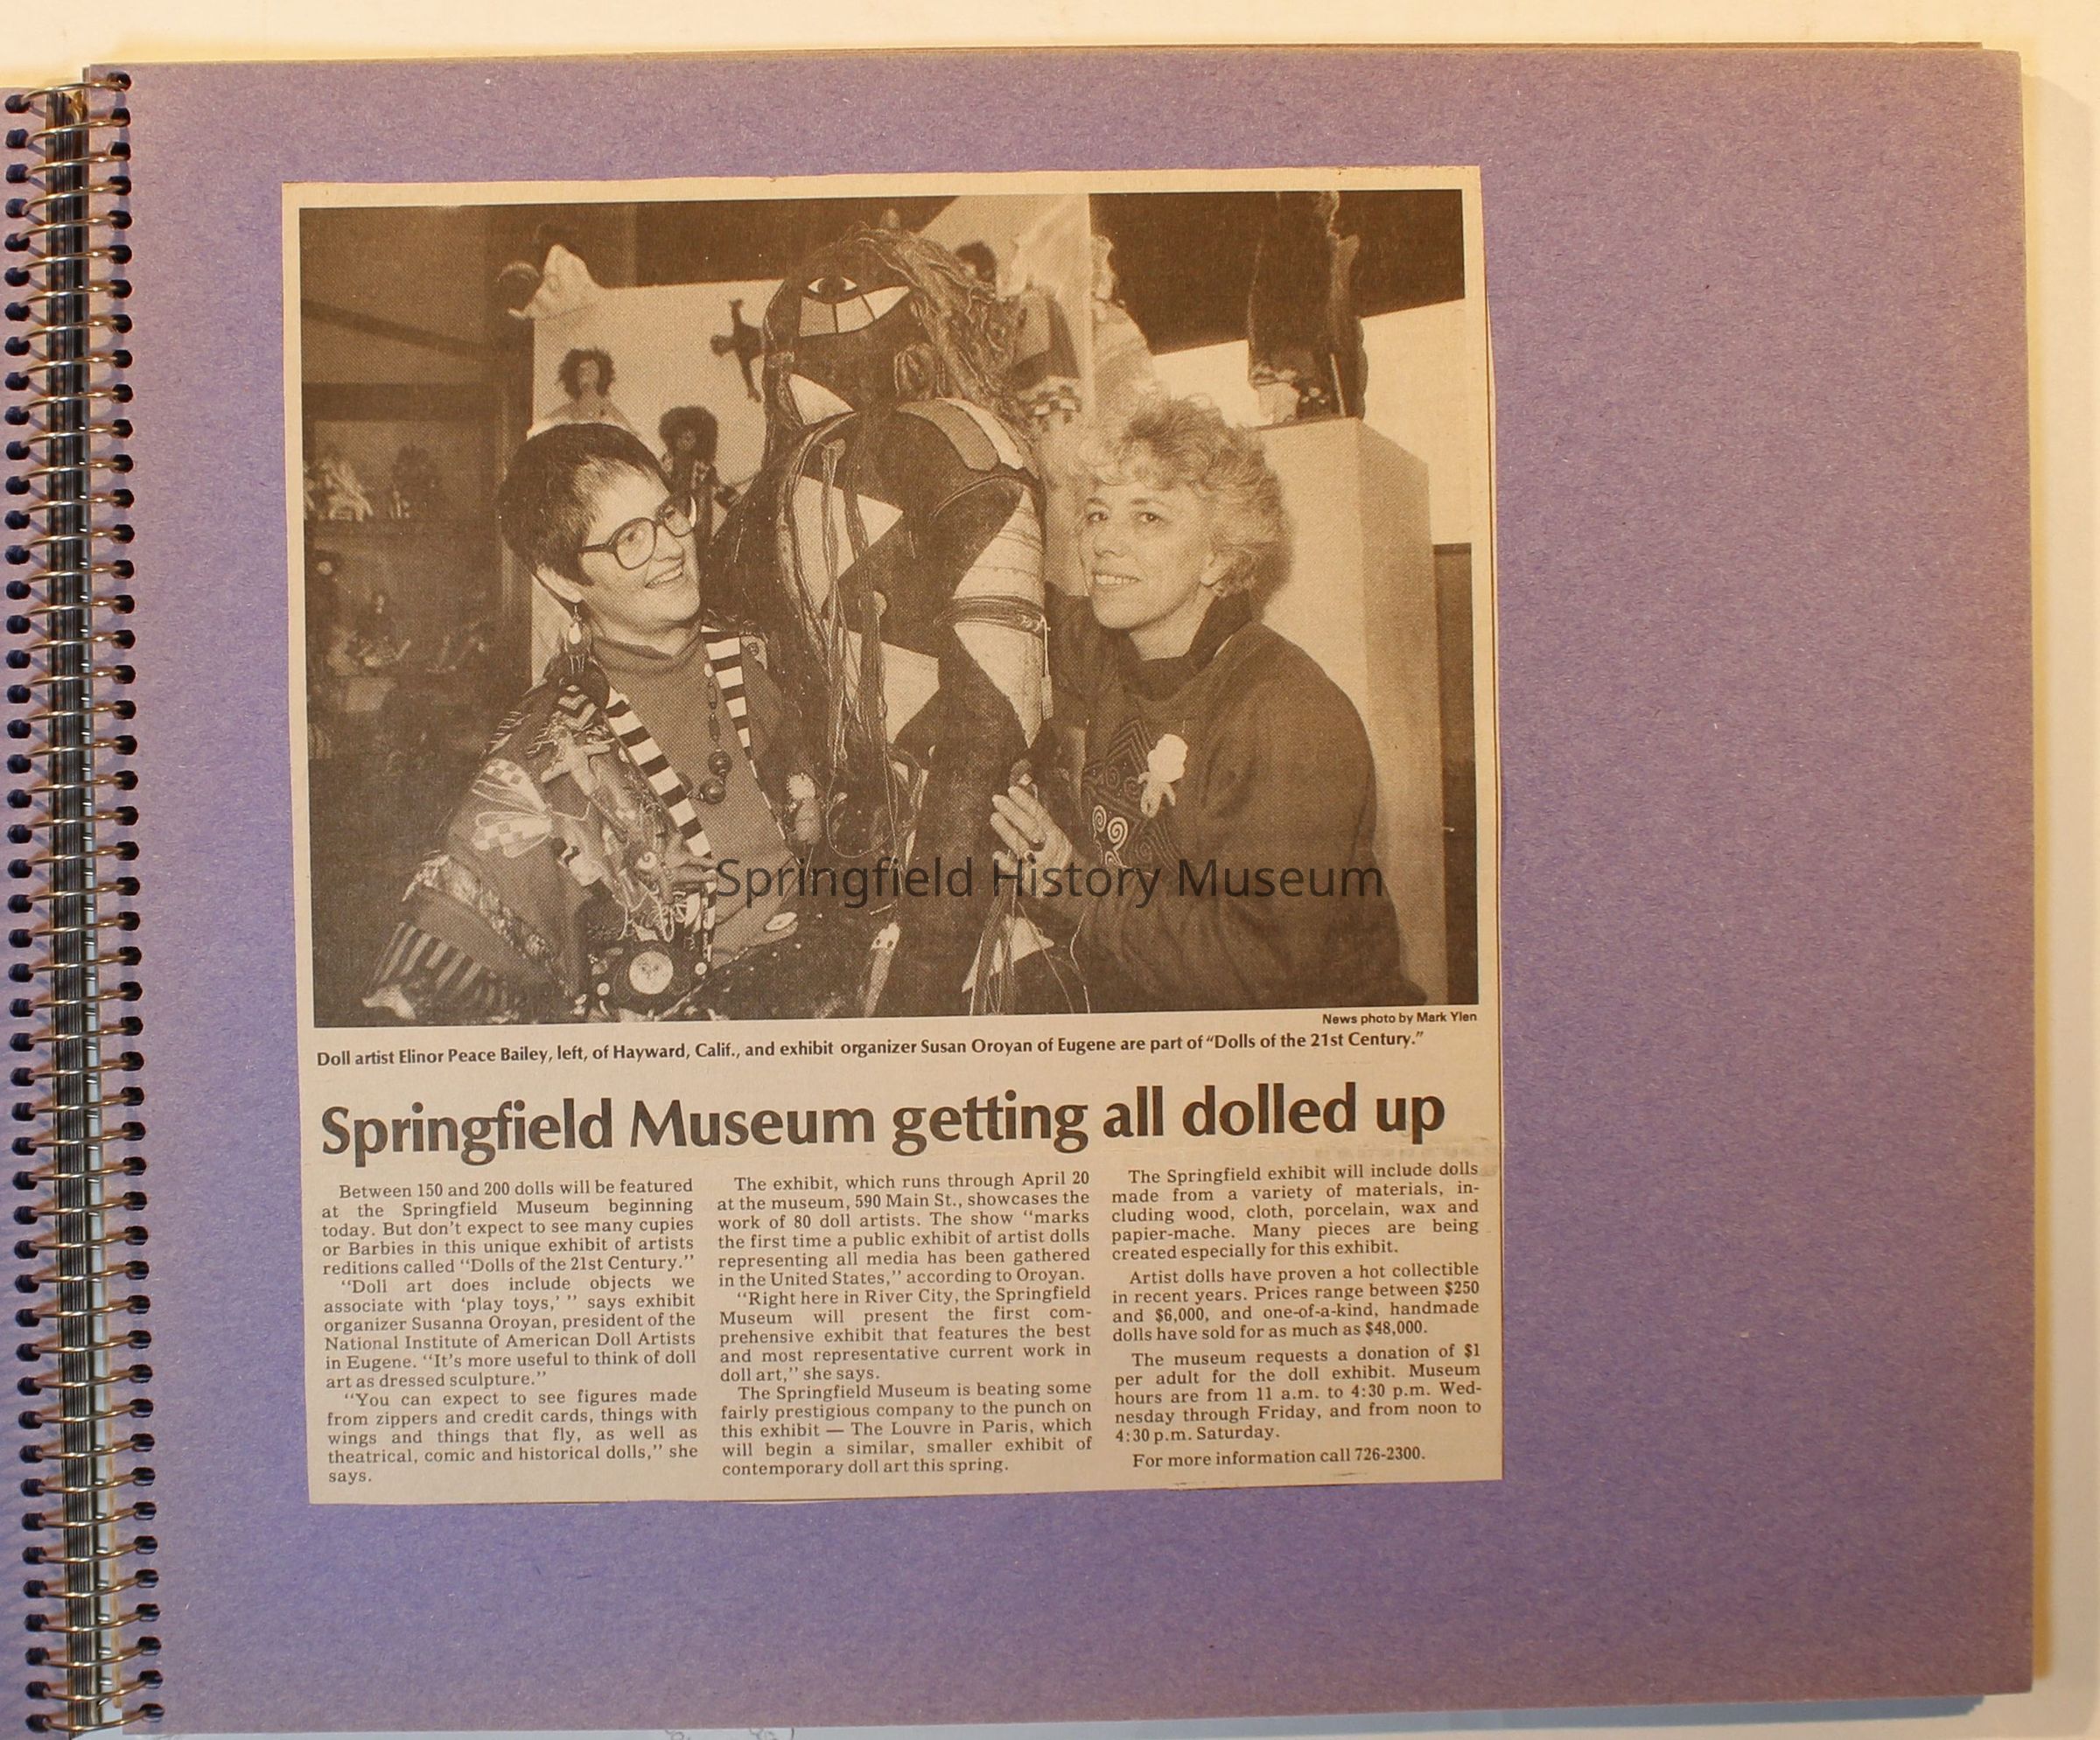 Springfield History Museum
News photo by Mark Ylen
Doll artist Elinor Peace Bailey, left, of Hayward, Calif., and exhibit organizer Susan Oroyan of Eugene are part of “Dolls of the 21st Century.”
Springfield Museum getting all dolled up
Between 150 and 200 dolls will be featured
at the Springfield Museum beginning
today. But don't expect to see many cupies
or Barbies in this unique exhibit of artists
reditions called “Dolls of the 21st Century.”
“Doll art does include objects we
associate with ‘play toys,’ ” says exhibit
organizer Susanna Oroyan, president of the
National Institute of American Doll Artists
in Eugene. “It's more useful to think of doll
art as dressed sculpture.”
“You can expect to see figures made
from zippers and credit cards, things with
wings and things that fly, as well as
theatrical, comic and historical dolls,” she
says.
The exhibit, which runs through April 20
at the museum, 590 Main St., showcases the
work of 80 doll artists. The show “marks
the first time a public exhibit of artist dolls
representing all media has been gathered
in the United States,” according to Oroyan.
“Right here in River City, the Springfield
Museum will present the first com-
prehensive exhibit that features the best
and most representative current work in
doll art,” she says.
The Springfield Museum is beating some
fairly prestigious company to the punch on
this exhibit — The Louvre in Paris, which
will begin a similar, smaller exhibit of
contemporary doll art this spring.
The Springfield exhibit will include dolls
made from a variety of materials, in-
cluding wood, cloth, porcelain, wax and
papier-mache. Many pieces are being
created especially for this exhibit.
Artist dolls have proven a hot collectible
in recent years. Prices range between $250
and $6,000, and one-of-a-kind, handmade
dolls have sold for as much as $48,000.
The museum requests a donation of $1
per adult for the doll exhibit. Museum
hours are from 11 a.m. to 4:30 p.m. Wed-
nesday through Friday, and from noon to
4:30 p.m. Saturday.
For more information call 726-2300.